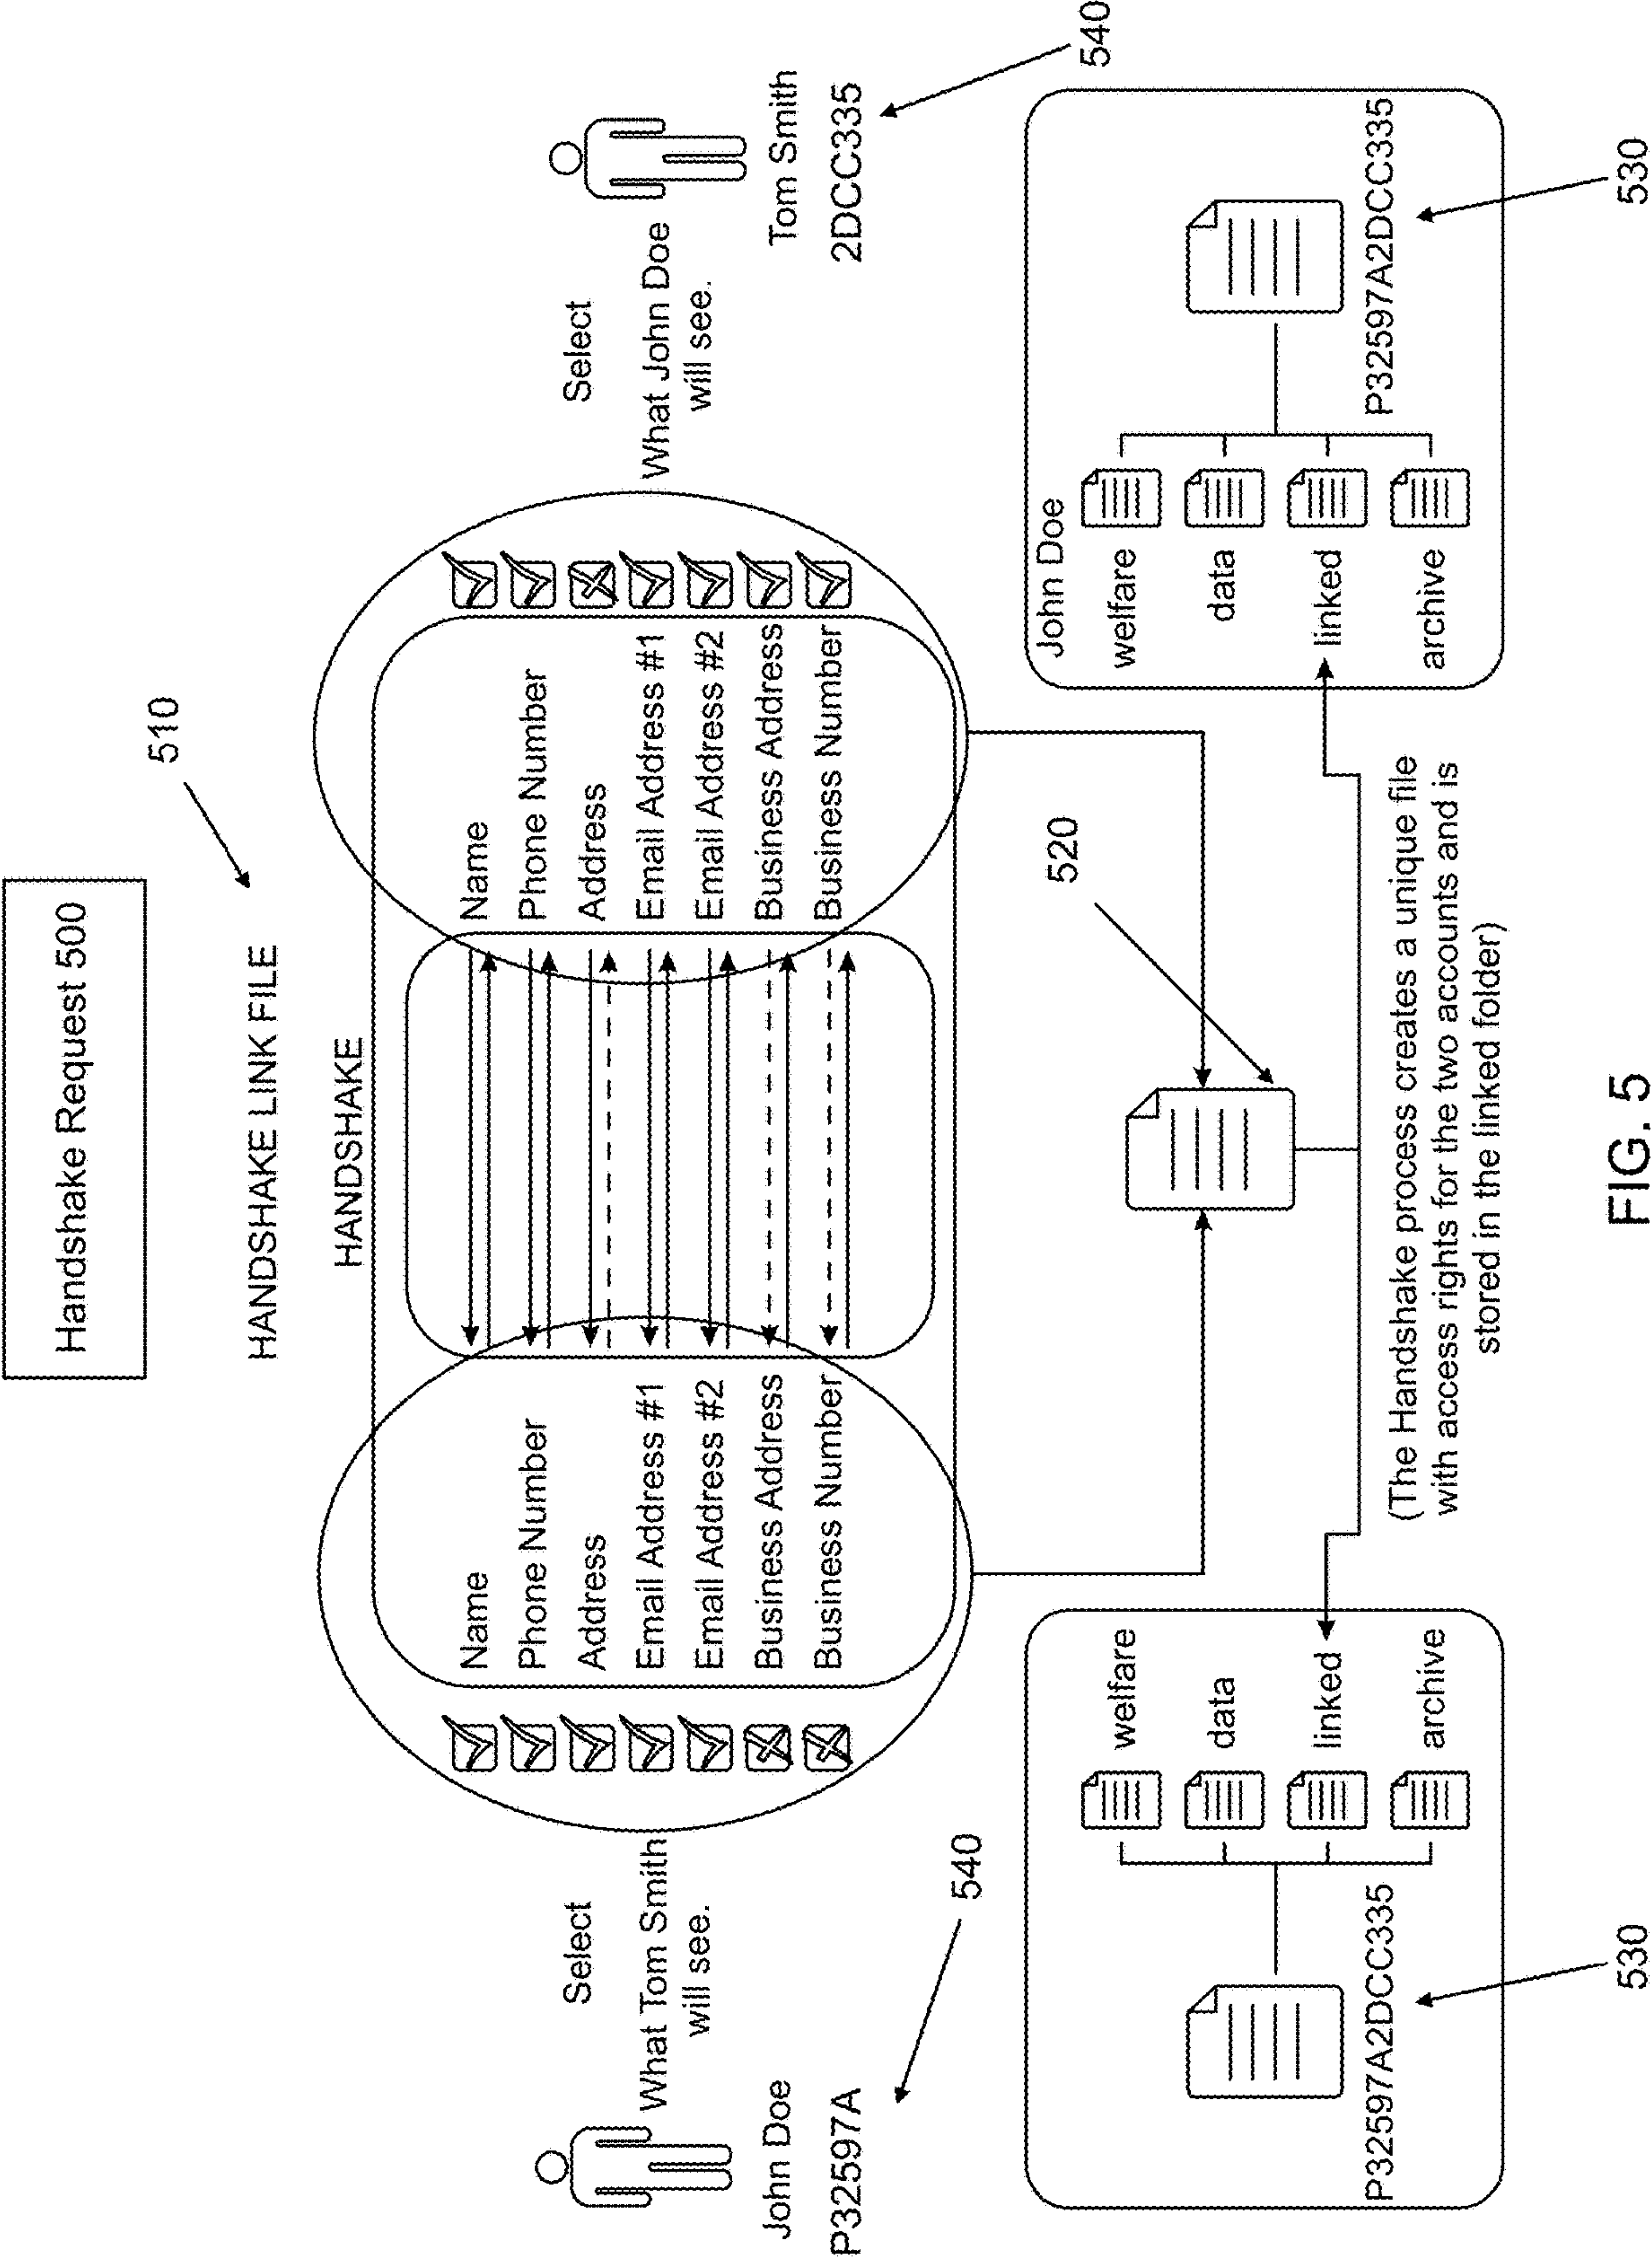 Handshake Request 500
HANDSHAKE LINK FILE
510
HANDSHAKE
Select
What Tom Smith
will see.
John Doe
P32597A
540
Name
Phone Number
Address
Email Address #1
Email Address #2
Business Address
Business Number
Name
Phone Number
Address
Email Address #1
Email Address #2
Business Address
Business Number
Select
What John Doe
will see.
Tom Smith
2DCC335
540
520
welfare
data
linked
archive
P32597A2DCC335
530
John Doe
welfare
data
linked
archive
P32597A2DCC335
530
(The Handshake process creates a unique file
with access rights for the two accounts and is
stored in the linked folder)
FIG. 5